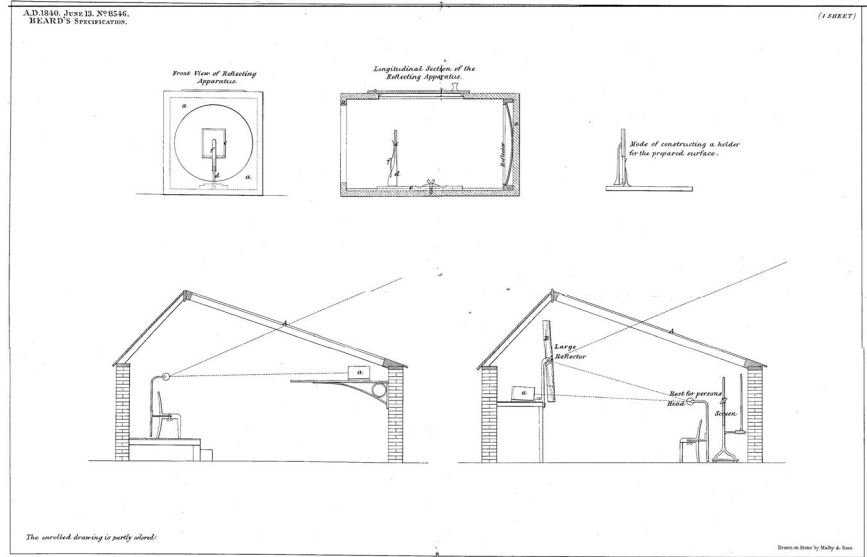 A.D.1840. JUNE 13. Nº 8546.
BEARD'S SPECIFICATION.
(1 SHEET)
Front View of Reflecting
Apparatus.
a
f
e
d
a
Longitudinal Section of the
Reflecting Apparatus.
f
d
c
Reflector
Mode of constructing a holder
for the prepared surface.
A
a
B
Large
Reflector
A
a
Rest for persons
Head
Screen
The enrolled drawing is partly colored.
Drawn on Stone by Malby & Sons.